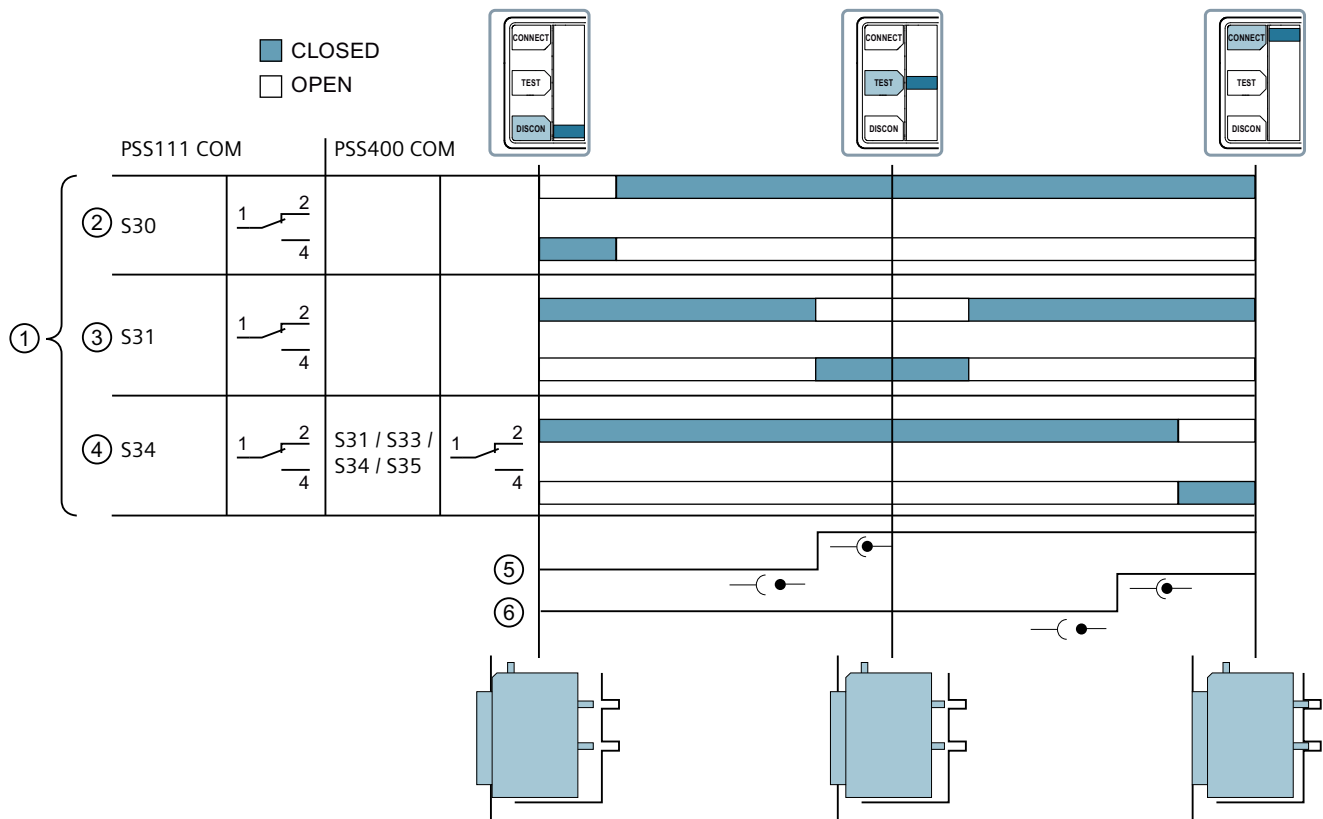 CLOSED
OPEN
CONNECT
TEST
DISCON
CONNECT
TEST
DISCON
CONNECT
TEST
DISCON
PSS111 COM
PSS400 COM
1
2
S30
1
2
4
3
S31
1
2
4
4
S34
1
2
4
S31 / S33 /
S34 / S35
1
2
4
5
6